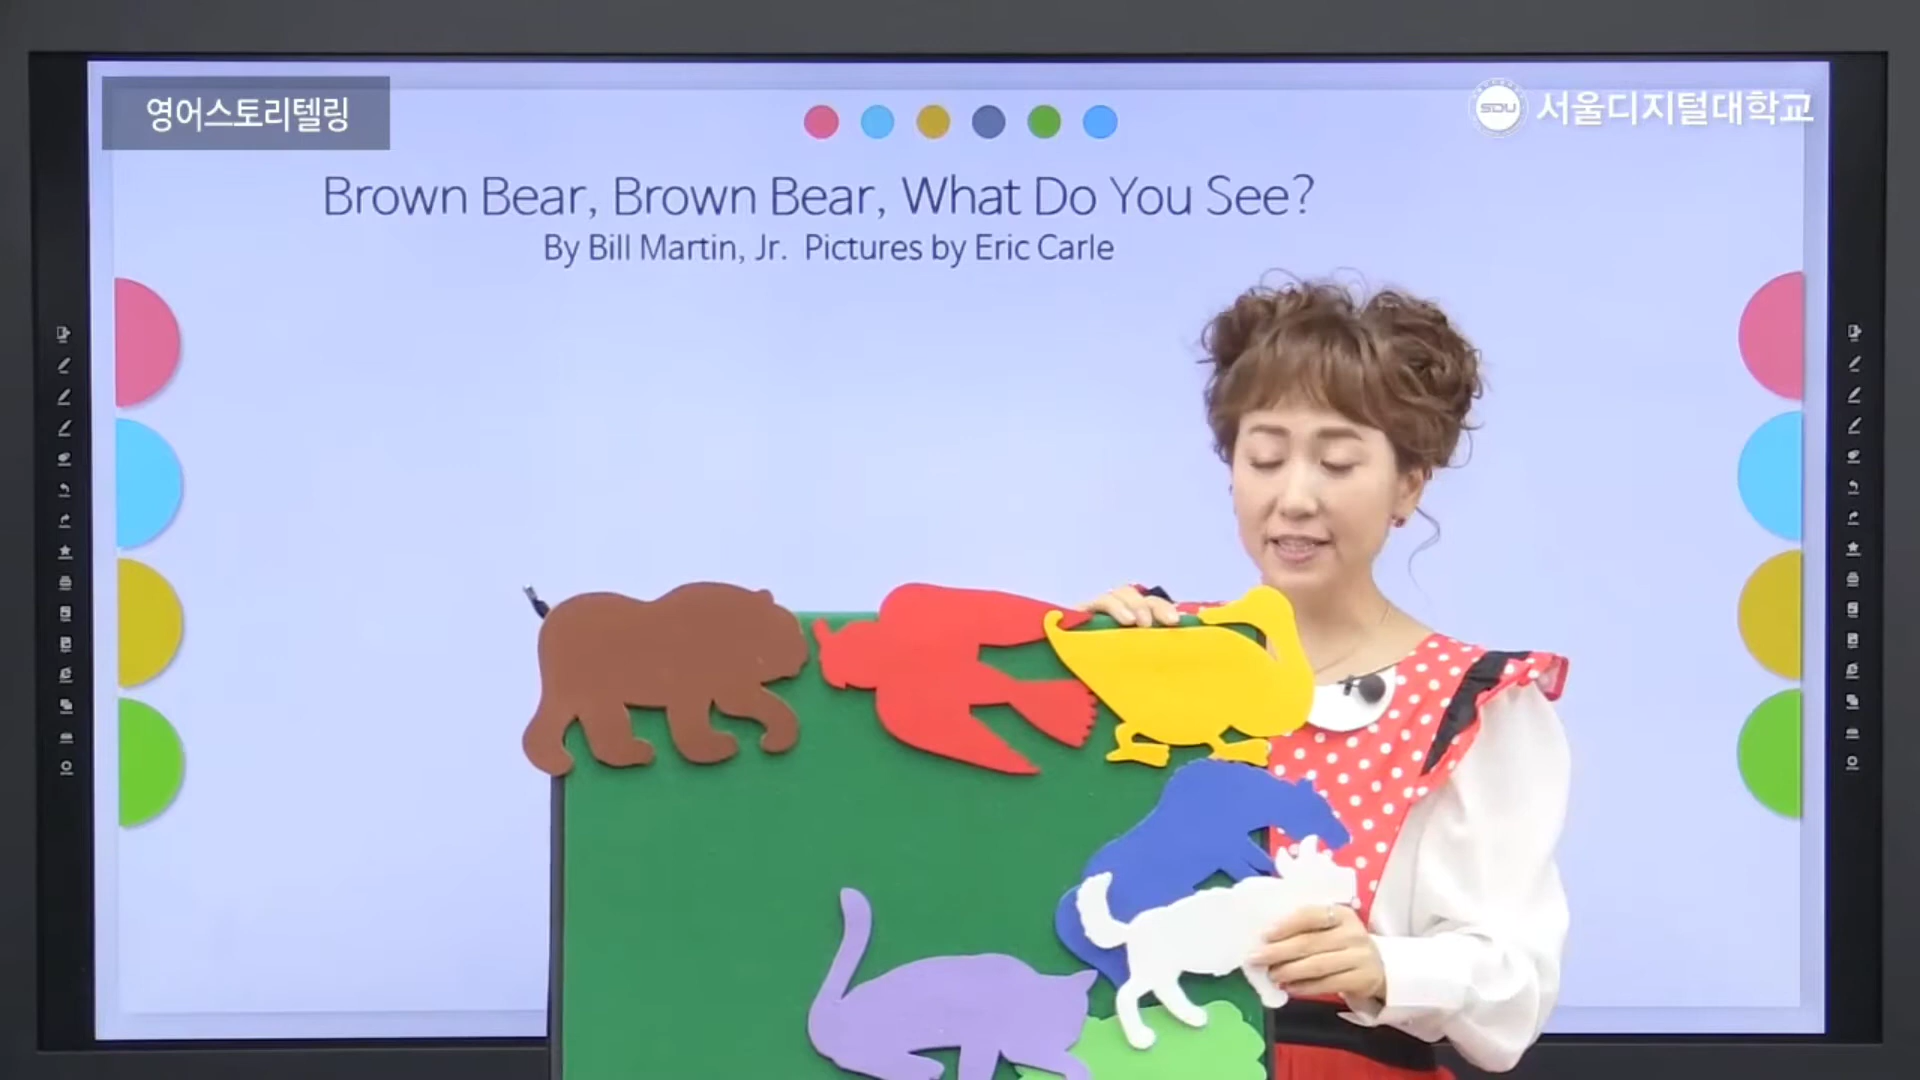 영어스토리텔링
SDU 서울디지털대학교
Brown Bear, Brown Bear, What Do You See?
By Bill Martin, Jr. Pictures by Eric Carle